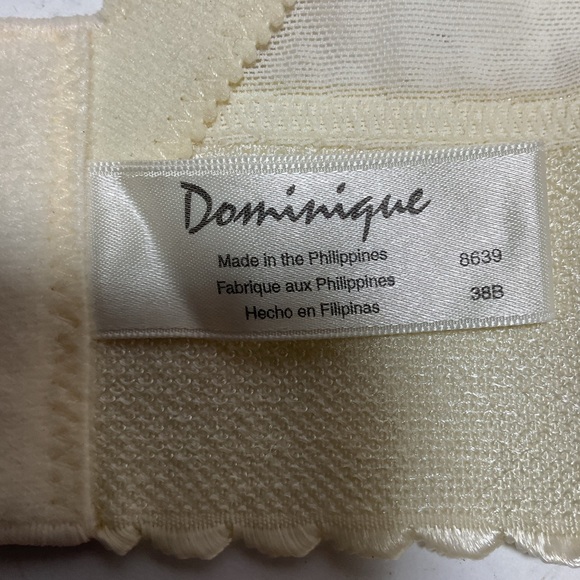 Dominique
Made in the Philippines 8639
Fabrique aux Philippines
38B
Hecho en Filipinas